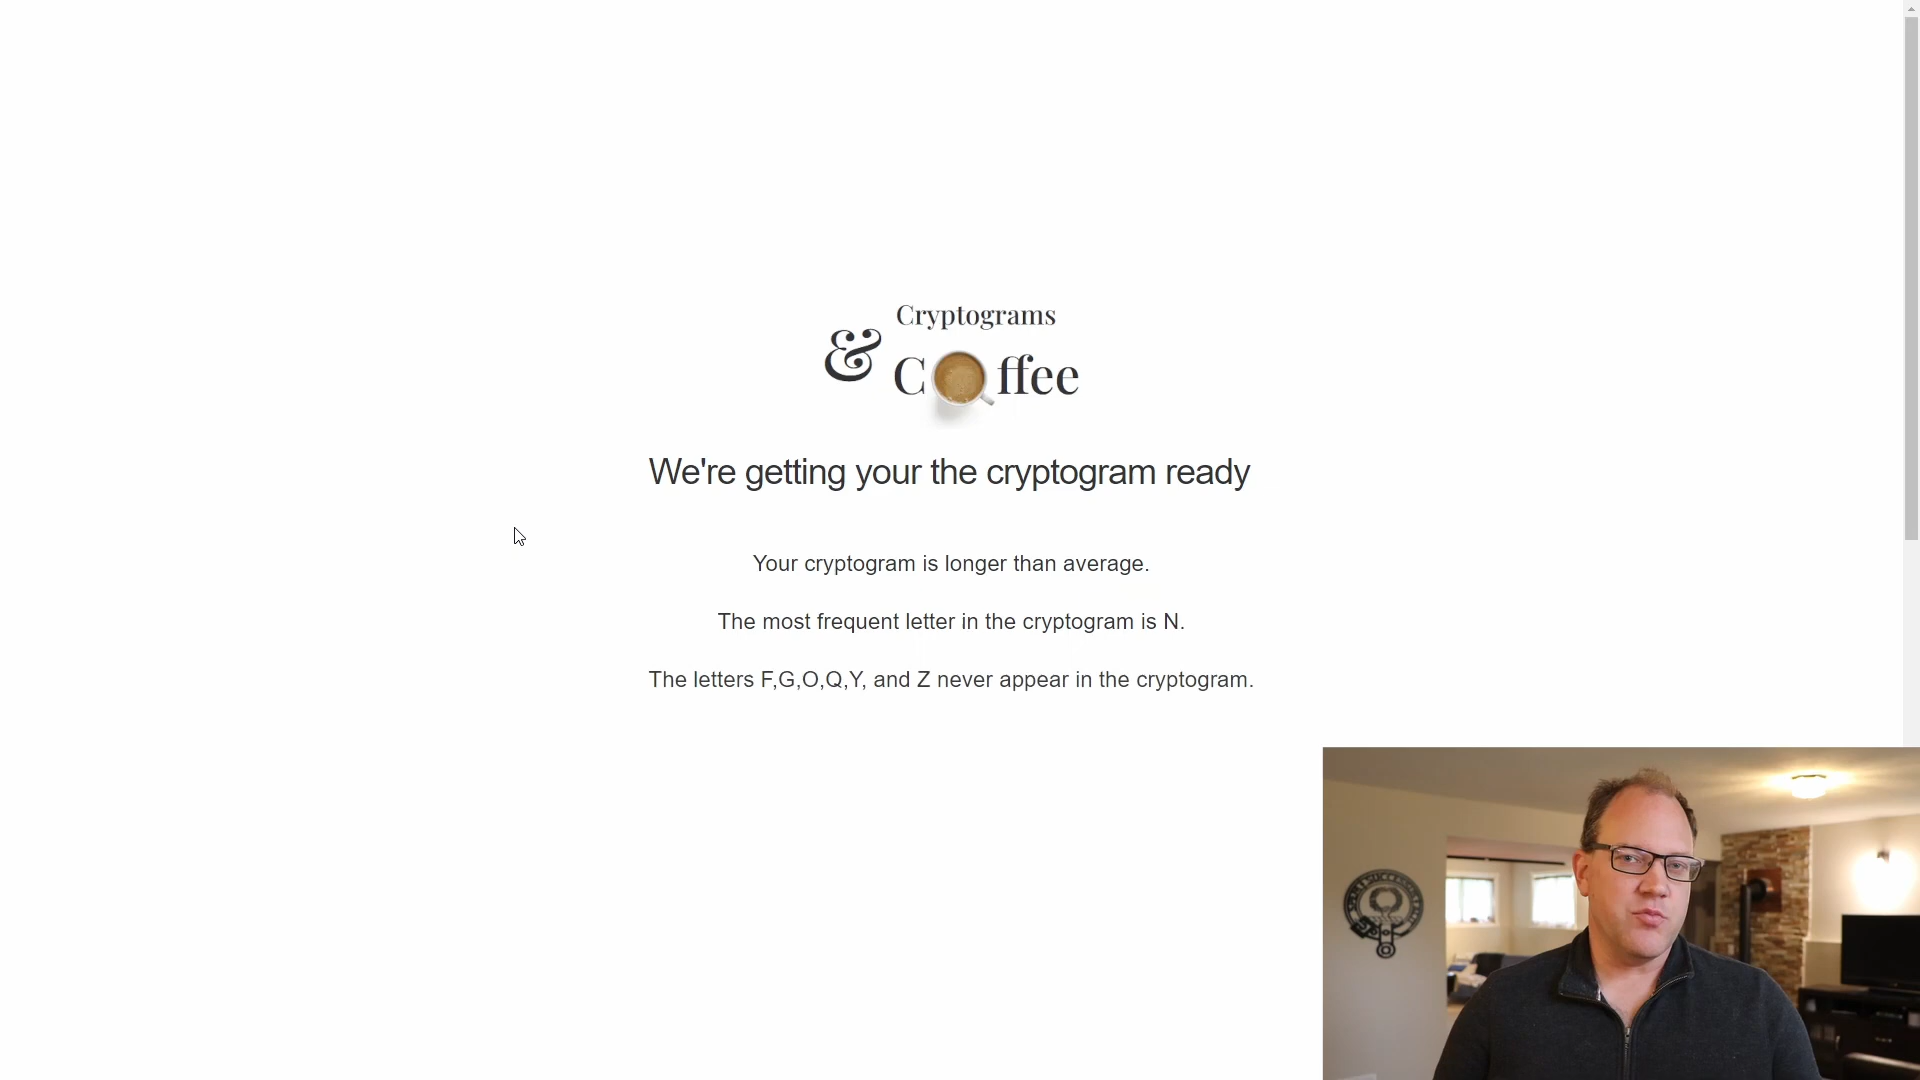 Cryptograms
& Coffee
We're getting your the cryptogram ready
Your cryptogram is longer than average.
The most frequent letter in the cryptogram is N.
The letters F,G,O,Q,Y, and Z never appear in the cryptogram.